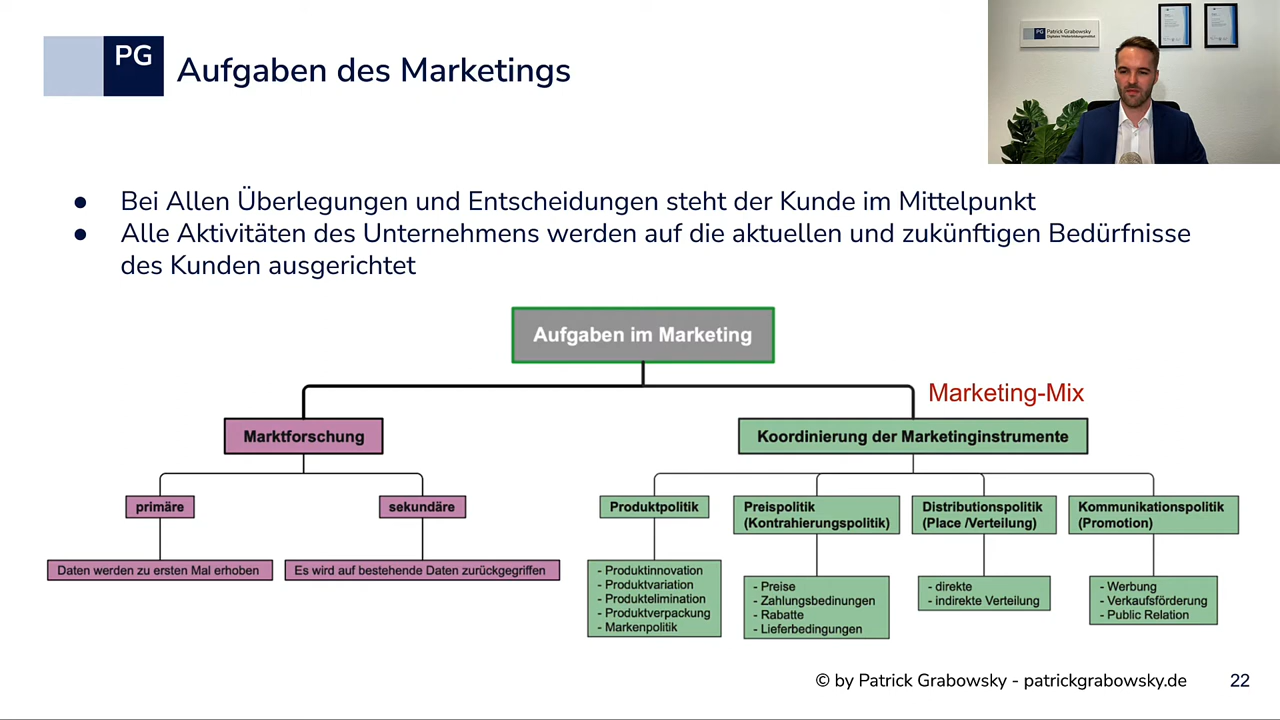 PG
Aufgaben des Marketings
Patrick Grabowsky
● Bei Allen Überlegungen und Entscheidungen steht der Kunde im Mittelpunkt
● Alle Aktivitäten des Unternehmens werden auf die aktuellen und zukünftigen Bedürfnisse
des Kunden ausgerichtet
Aufgaben im Marketing
Marketing-Mix
Marktforschung
Koordinierung der Marketinginstrumente
primäre
sekundäre
Produktpolitik
Preispolitik
(Kontrahierungspolitik)
Distributionspolitik
(Place /Verteilung)
Kommunikationspolitik
(Promotion)
Daten werden zu ersten Mal erhoben
Es wird auf bestehende Daten zurückgegriffen
- Produktinnovation
- Produktvariation
- Produktelimination
- Produktverpackung
- Markenpolitik
- Preise
- Zahlungsbedinungen
- Rabatte
- Lieferbedingungen
- direkte
- indirekte Verteilung
- Werbung
- Verkaufsförderung
- Public Relation
© by Patrick Grabowsky - patrickgrabowsky.de
22